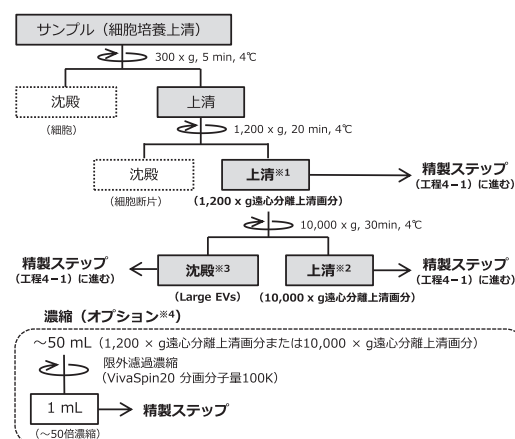 サンプル（細胞培養上清）
300 x g, 5 min, 4℃
沈殿
上清
(細胞)
1,200 x g, 20 min, 4℃
沈殿
上清※1
精製ステップ
（工程4−1）に進む）
(細胞断片)
(1,200 x g遠心分離上清画分)
10,000 x g, 30min, 4℃
精製ステップ
（工程4−1）に進む）
沈殿※3
上清※2
精製ステップ
（工程4−1）に進む）
(Large EVs)
(10,000 x g遠心分離上清画分)
濃縮（オプション※4）
～50 mL（1,200 × g遠心分離上清画分または10,000 × g遠心分離上清画分）
限外濾過濃縮
（VivaSpin20 分画分子量100K）
1 mL
精製ステップ
(～50倍濃縮)